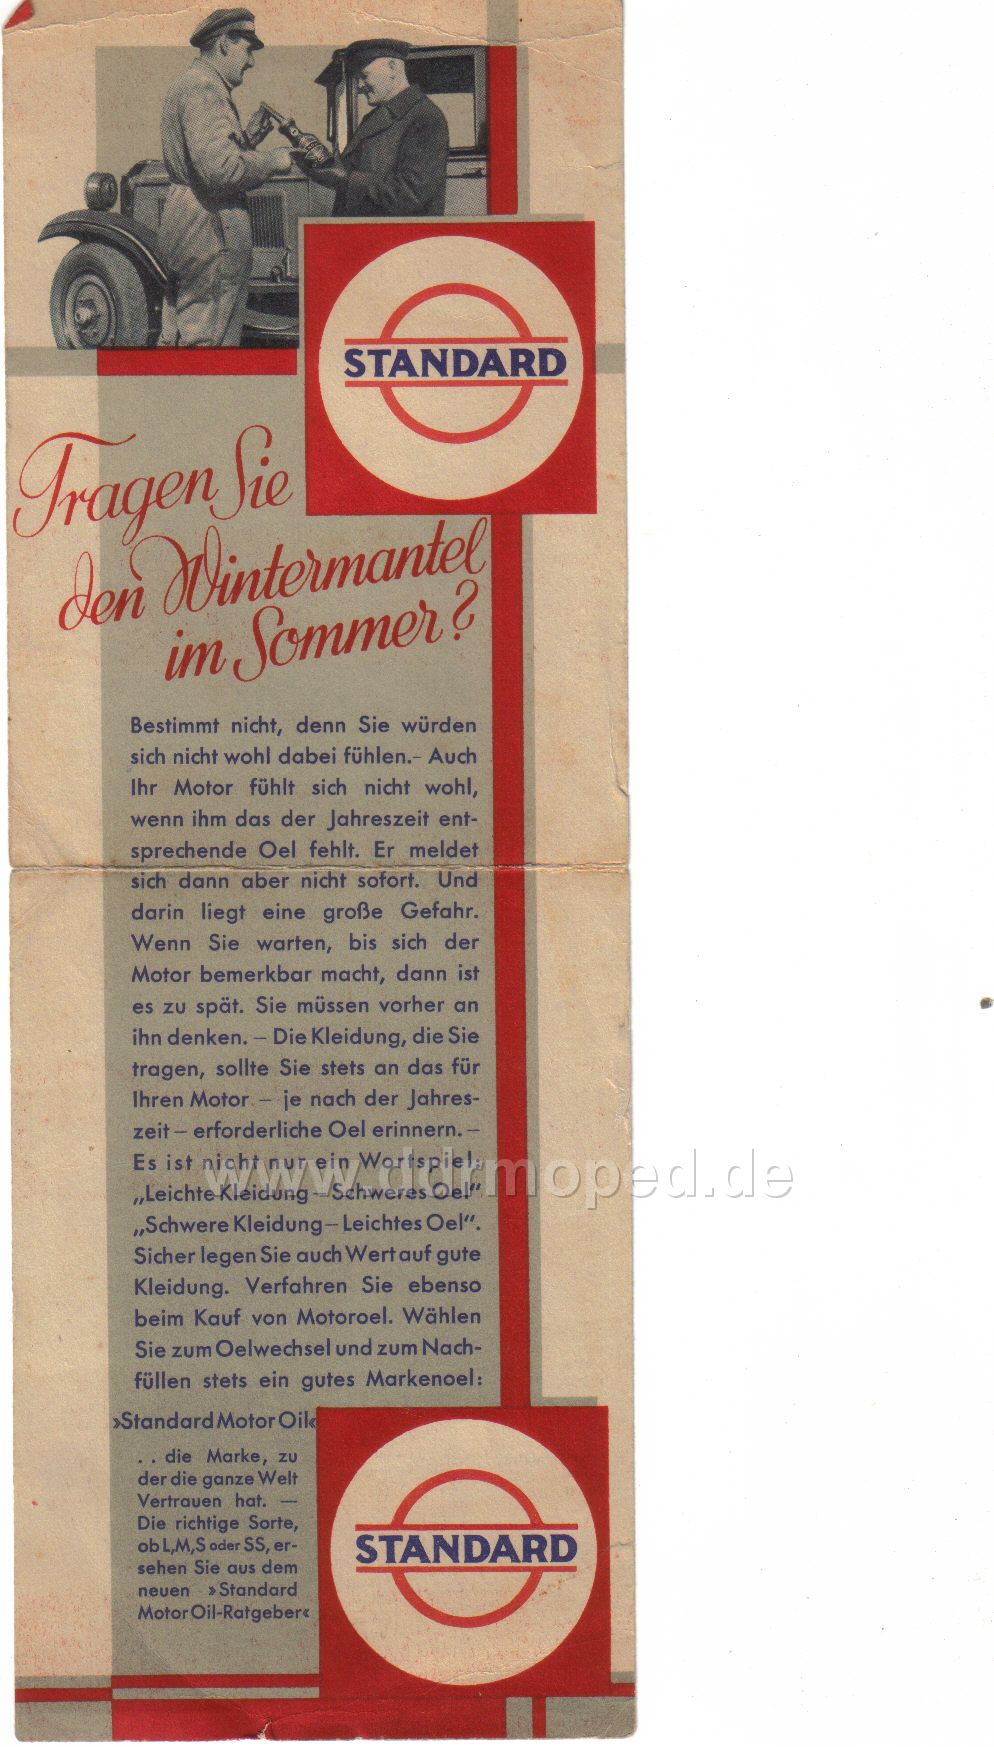 STANDARD
Tragen Sie
den Wintermantel
im Sommer?
Bestimmt nicht, denn Sie würden
sich nicht wohl dabei fühlen.- Auch
Ihr Motor fühlt sich nicht wohl,
wenn ihm das der Jahreszeit ent-
sprechende Oel fehlt. Er meldet
sich dann aber nicht sofort. Und
darin liegt eine große Gefahr.
Wenn Sie warten, bis sich der
Motor bemerkbar macht, dann ist
es zu spät. Sie müssen vorher an
ihn denken. – Die Kleidung, die Sie
tragen, sollte Sie stets an das für
Ihren Motor – je nach der Jahres-
zeit – erforderliche Oel erinnern. –
Es ist nicht nur ein Wortspiel:
www.ddrmoped.de
„Leichte Kleidung – Schweres Oel"
„Schwere Kleidung – Leichtes Oel".
Sicher legen Sie auch Wert auf gute
Kleidung. Verfahren Sie ebenso
beim Kauf von Motoroel. Wählen
Sie zum Oelwechsel und zum Nach-
füllen stets ein gutes Markenoel:
»Standard Motor Oil«
. . die Marke, zu
der die ganze Welt
Vertrauen hat. —
Die richtige Sorte,
ob L,M,S oder SS, er-
sehen Sie aus dem
neuen »Standard
Motor Oil-Ratgeber«
STANDARD